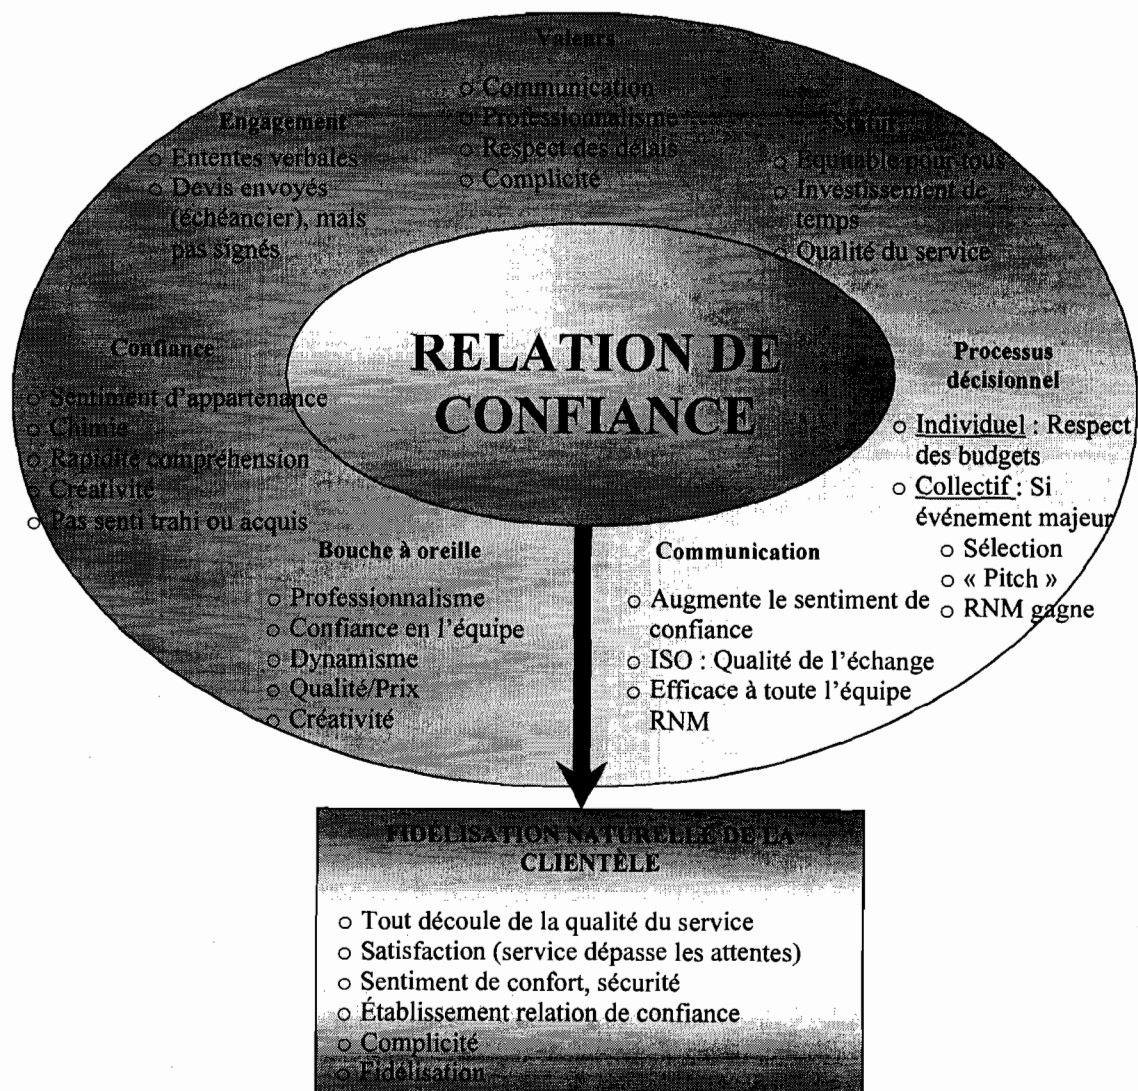 Valeurs
o Communication
o Professionnalisme
o Respect des délais
o Complicité
Engagement
o Ententes verbales
o Devis envoyés
(échéancier), mais
pas signés
Statut
o Équitable pour tous
o Investissement de
temps
o Qualité du service
RELATION DE
CONFIANCE
Confiance
o Sentiment d'appartenance
o Chimie
o Rapidité compréhension
o Créativité
o Pas senti trahi ou acquis
Processus
décisionnel
o Individuel : Respect
des budgets
o Collectif : Si
événement majeur
o Sélection
o « Pitch »
o RNM gagne
Bouche à oreille
o Professionnalisme
o Confiance en l'équipe
o Dynamisme
o Qualité/Prix
o Créativité
Communication
o Augmente le sentiment de
confiance
o ISO : Qualité de l'échange
o Efficace à toute l'équipe
RNM
FIDÉLISATION NATURELLE DE LA
CLIENTÈLE
o Tout découle de la qualité du service
o Satisfaction (service dépasse les attentes)
o Sentiment de confort, sécurité
o Établissement relation de confiance
o Complicité
o Fidélisation